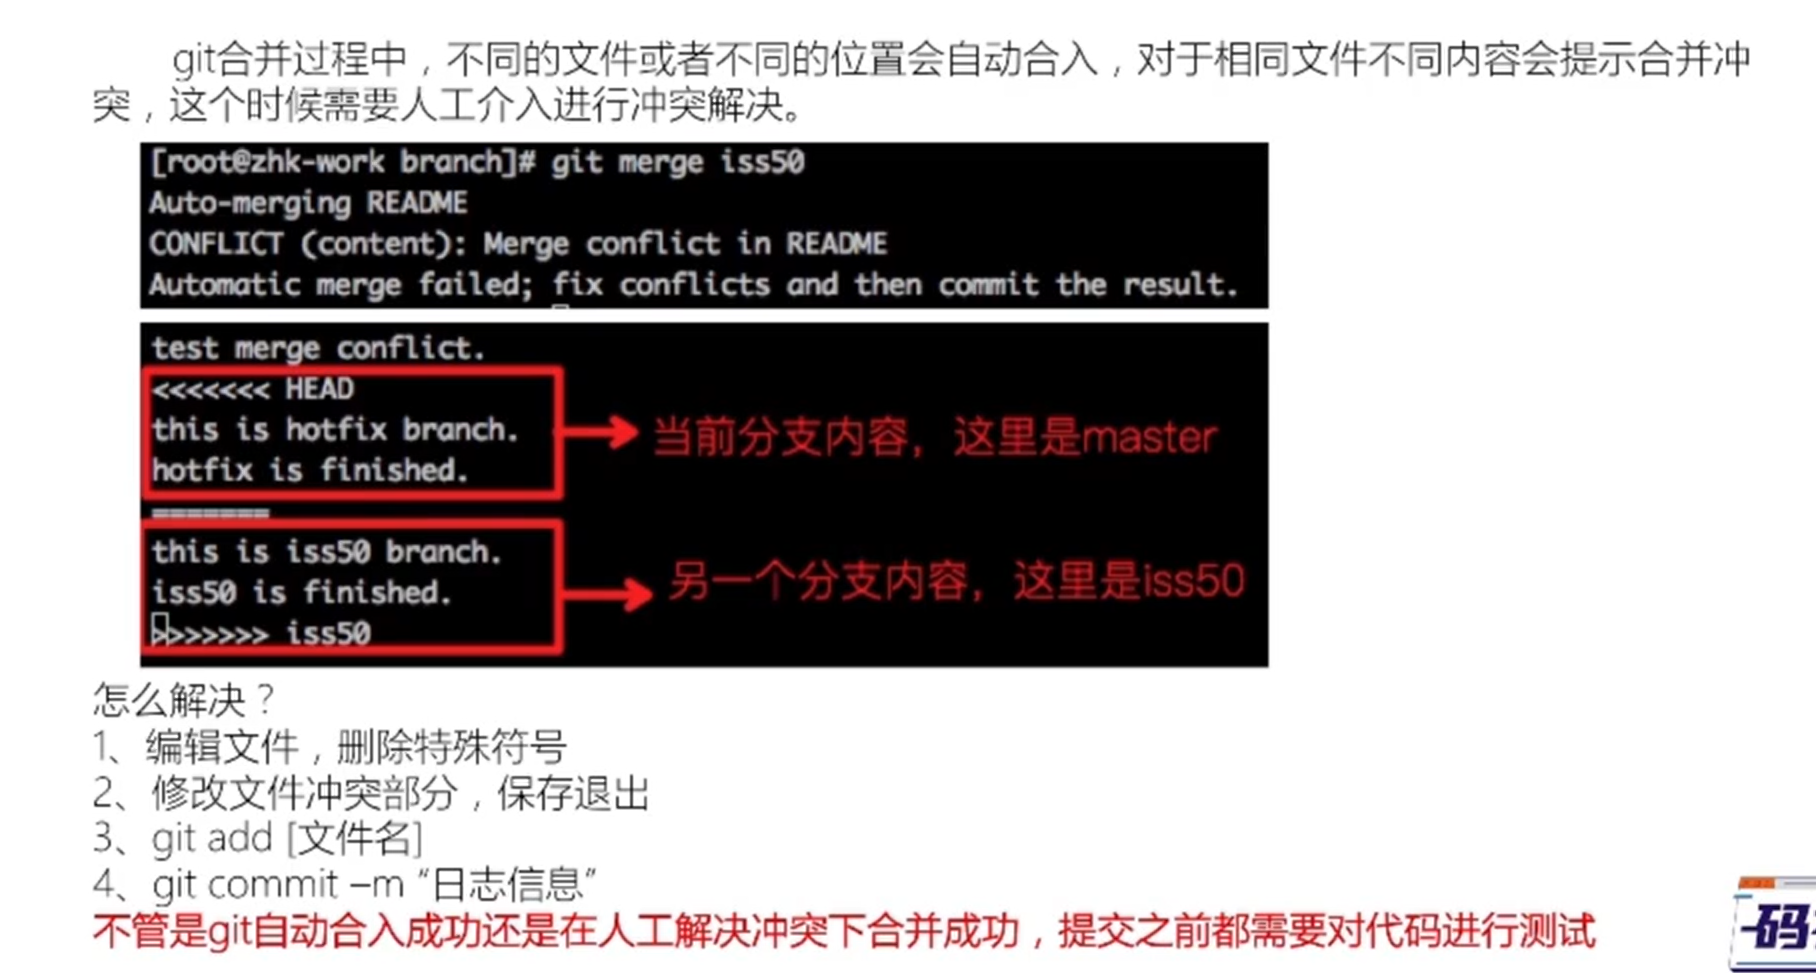 git合并过程中，不同的文件或者不同的位置会自动合入，对于相同文件不同内容会提示合并冲
突，这个时候需要人工介入进行冲突解决。
[root@zhk-work branch]# git merge iss50
Auto-merging README
CONFLICT (content): Merge conflict in README
Automatic merge failed; fix conflicts and then commit the result.
test merge conflict.
<<<<<<< HEAD
this is hotfix branch.
hotfix is finished.
当前分支内容，这里是master
=======
this is iss50 branch.
iss50 is finished.
>>>>>>> iss50
另一个分支内容，这里是iss50
怎么解决？
1、编辑文件，删除特殊符号
2、修改文件冲突部分，保存退出
3、git add [文件名]
4、git commit –m “日志信息”
不管是git自动合入成功还是在人工解决冲突下合并成功，提交之前都需要对代码进行测试
码